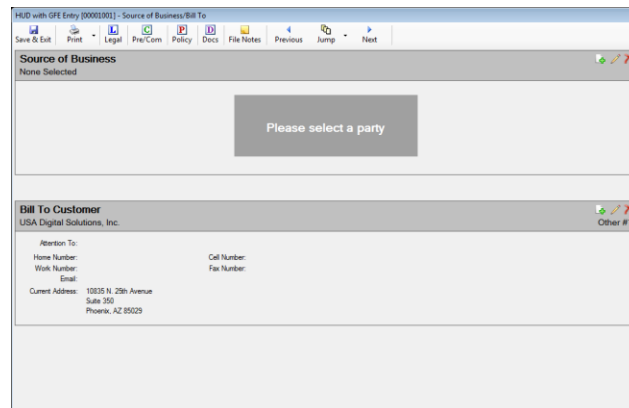 HUD with GFE Entry [00001001] - Source of Business/Bill To
Save & Exit Print Legal Pre/Com Policy Docs File Notes Previous Jump Next
Source of Business
None Selected
Please select a party
Bill To Customer
USA Digital Solutions, Inc. Other #
Attention To:
Home Number: Cell Number:
Work Number: Fax Number:
Email:
Current Address: 10835 N. 25th Avenue
Suite 350
Phoenix, AZ 85029